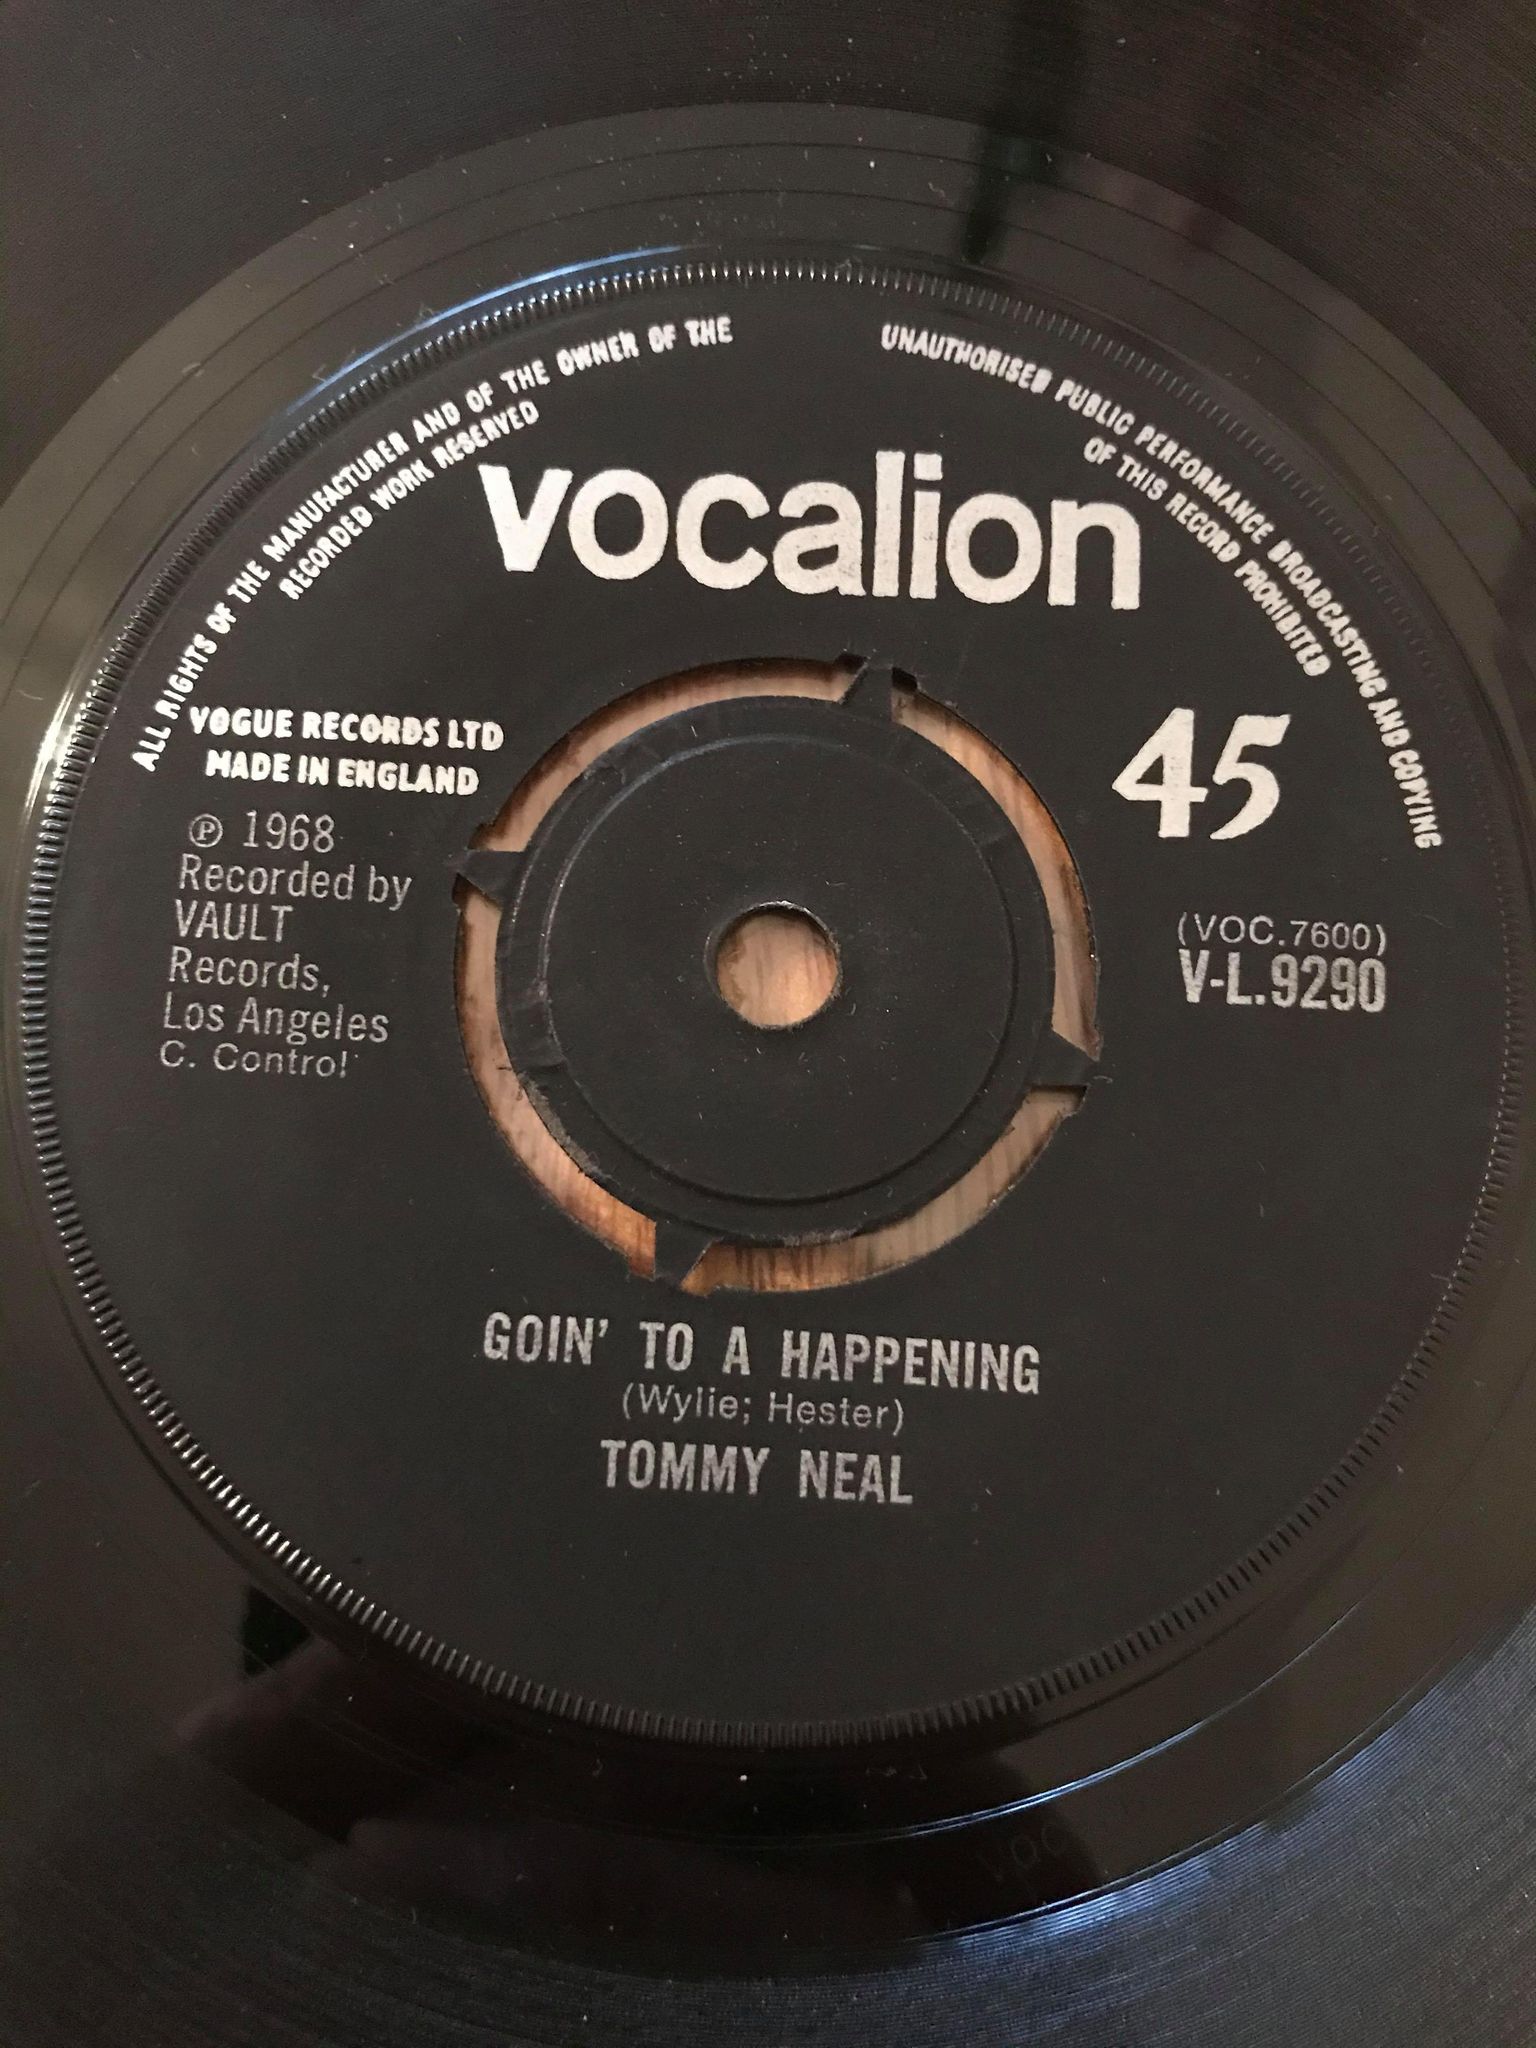 ALL RIGHTS OF THE MANUFACTURER AND OF THE OWNER OF THE
RECORDED WORK RESERVED
UNAUTHORISED PUBLIC PERFORMANCE BROADCASTING AND COPYING
OF THIS RECORD PROHIBITED
vocalion
VOGUE RECORDS LTD
MADE IN ENGLAND
45
℗ 1968
Recorded by
VAULT
Records,
Los Angeles
C. Control
(VOC.7600)
V-L.9290
GOIN' TO A HAPPENING
(Wylie; Hester)
TOMMY NEAL